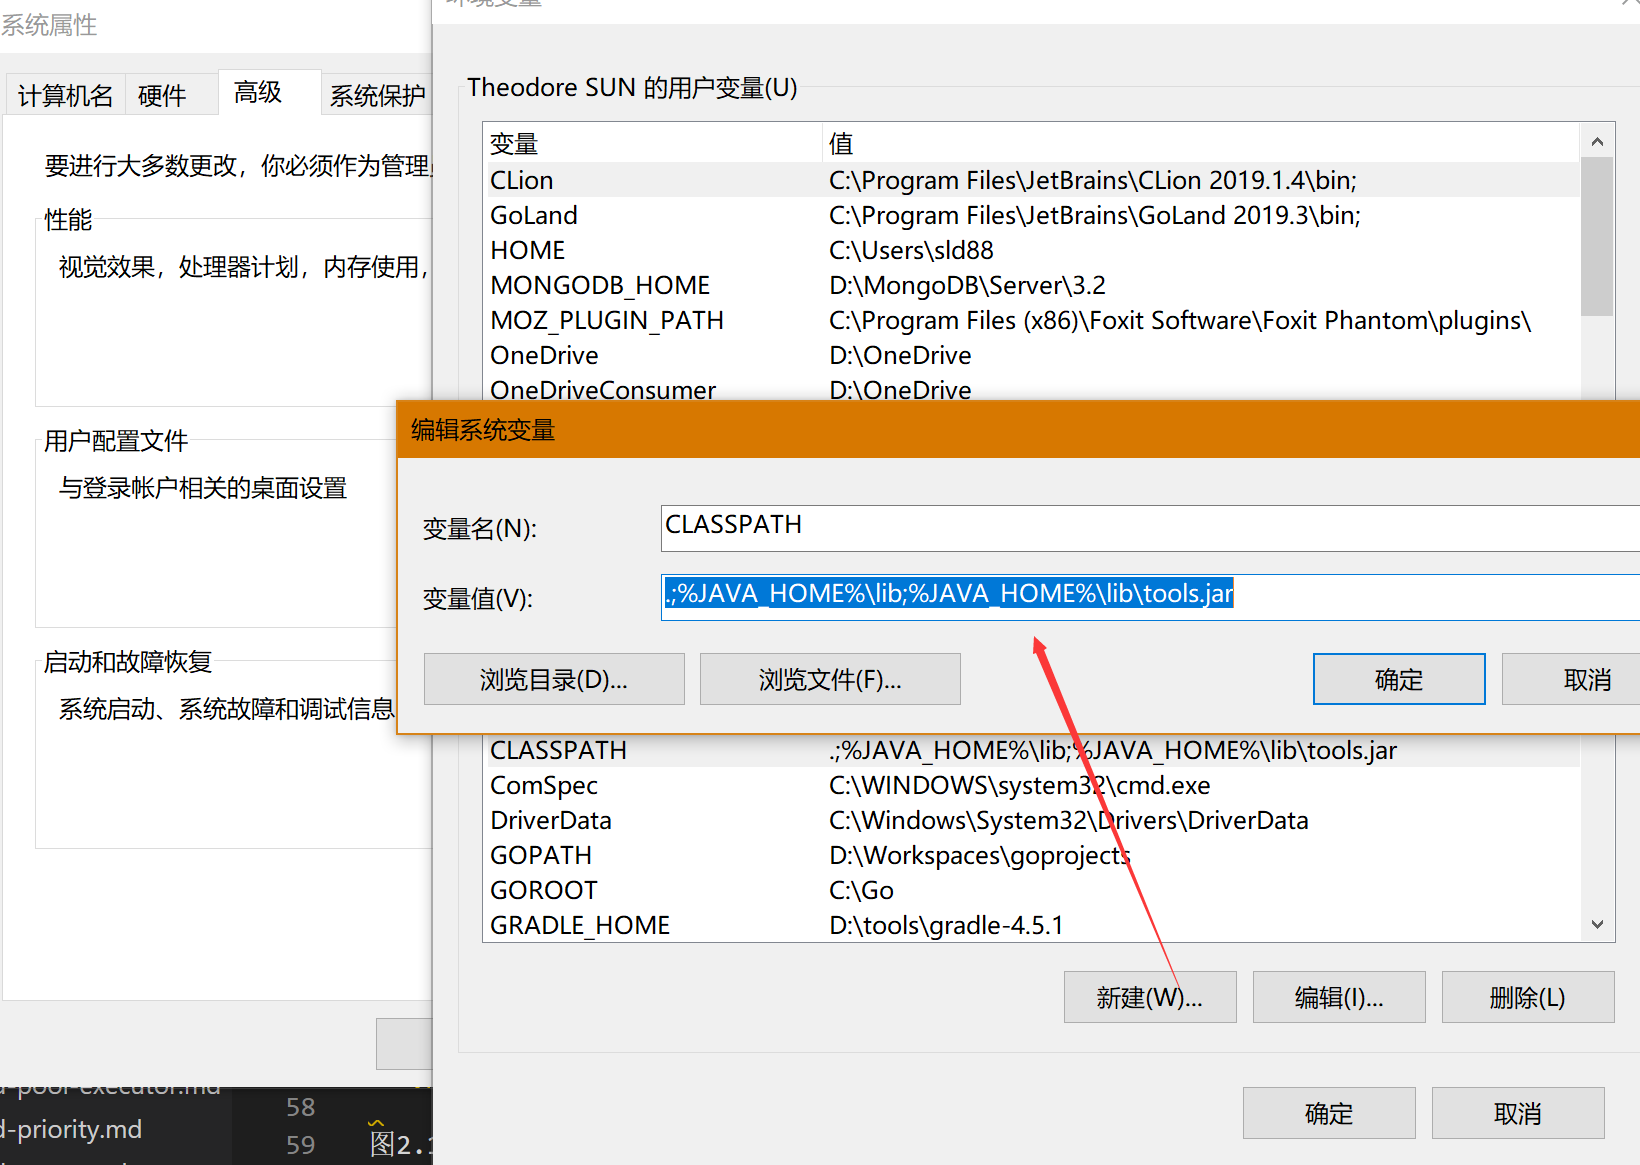 系统属性
环境变量
计算机名
硬件
高级
系统保护
要进行大多数更改，你必须作为管理
性能
视觉效果，处理器计划，内存使用，
用户配置文件
与登录帐户相关的桌面设置
启动和故障恢复
系统启动、系统故障和调试信息
Theodore SUN 的用户变量(U)
变量 值
CLion C:\Program Files\JetBrains\CLion 2019.1.4\bin;
GoLand C:\Program Files\JetBrains\GoLand 2019.3\bin;
HOME C:\Users\sld88
MONGODB_HOME D:\MongoDB\Server\3.2
MOZ_PLUGIN_PATH C:\Program Files (x86)\Foxit Software\Foxit Phantom\plugins\
OneDrive D:\OneDrive
OneDriveConsumer D:\OneDrive
编辑系统变量
变量名(N): CLASSPATH
变量值(V): .;%JAVA_HOME%\lib;%JAVA_HOME%\lib\tools.jar
浏览目录(D)... 浏览文件(F)... 确定 取消
CLASSPATH .;%JAVA_HOME%\lib;%JAVA_HOME%\lib\tools.jar
ComSpec C:\WINDOWS\system32\cmd.exe
DriverData C:\Windows\System32\Drivers\DriverData
GOPATH D:\Workspaces\goprojects
GOROOT C:\Go
GRADLE_HOME D:\tools\gradle-4.5.1
新建(W)... 编辑(I)... 删除(L)
确定 取消
d-poor-executor.md
d-priority.md
58
59 图2.1